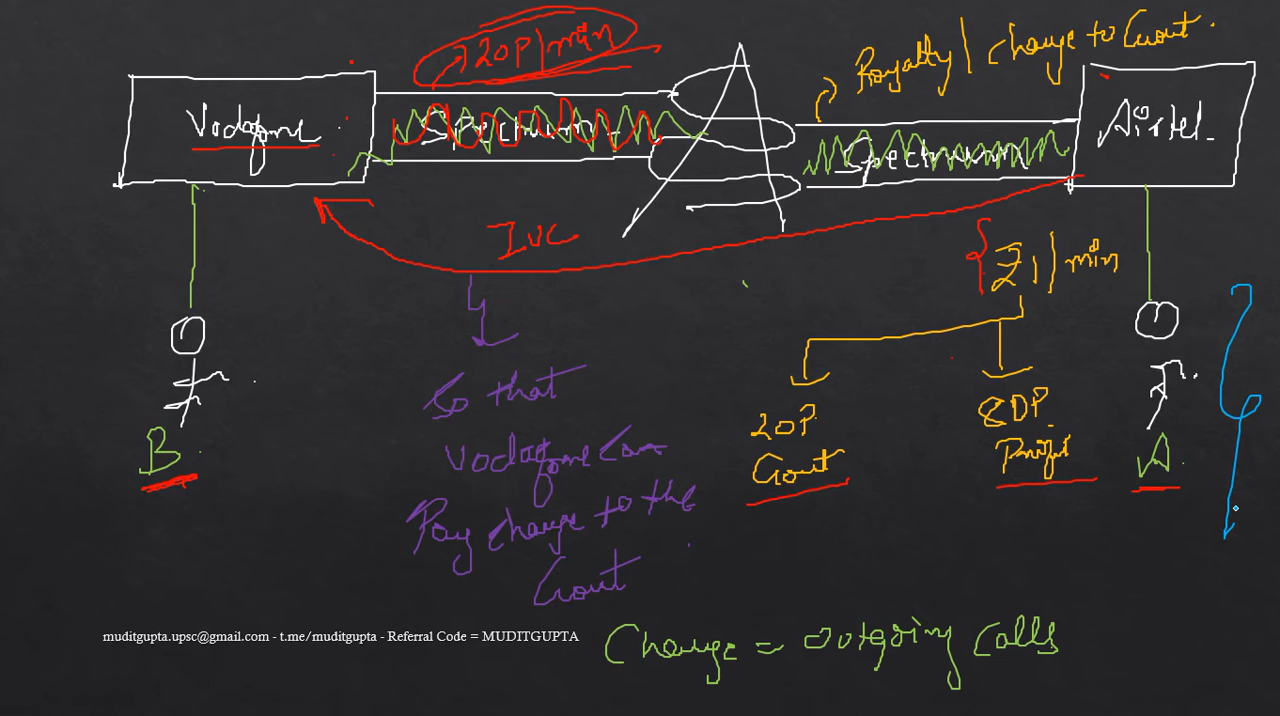 20P/min
Royalty / Charge to Govt.
Vodafone
Spectrum
Spectrum
Airtel
IUC
₹1/min
So that
Vodafone Can
Pay Charge to the
Govt
20P
Govt
80P
Profit
B
A
muditgupta.upsc@gmail.com - t.me/muditgupta - Referral Code = MUDITGUPTA
Charge = Outgoing Calls